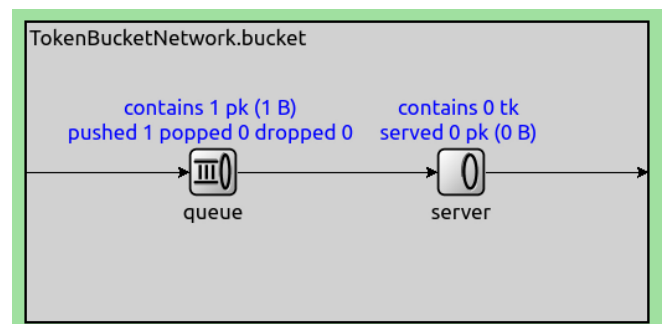 TokenBucketNetwork.bucket
contains 1 pk (1 B)
pushed 1 popped 0 dropped 0
contains 0 tk
served 0 pk (0 B)
queue
server